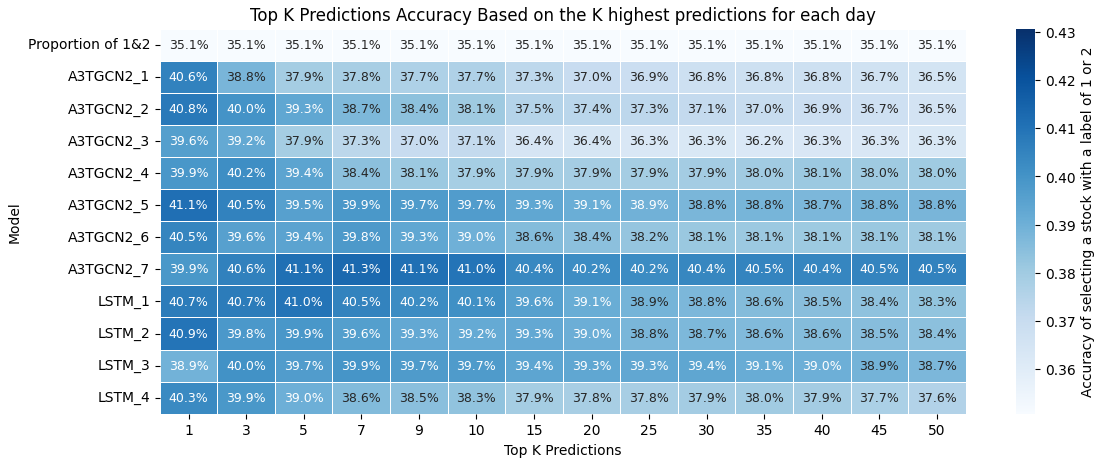 Top K Predictions Accuracy Based on the K highest predictions for each day
Proportion of 1&2 35.1% 35.1% 35.1% 35.1% 35.1% 35.1% 35.1% 35.1% 35.1% 35.1% 35.1% 35.1% 35.1% 35.1%
A3TGCN2_1 40.6% 38.8% 37.9% 37.8% 37.7% 37.7% 37.3% 37.0% 36.9% 36.8% 36.8% 36.8% 36.7% 36.5%
A3TGCN2_2 40.8% 40.0% 39.3% 38.7% 38.4% 38.1% 37.5% 37.4% 37.3% 37.1% 37.0% 36.9% 36.7% 36.5%
A3TGCN2_3 39.6% 39.2% 37.9% 37.3% 37.0% 37.1% 36.4% 36.4% 36.3% 36.3% 36.2% 36.3% 36.3% 36.3%
A3TGCN2_4 39.9% 40.2% 39.4% 38.4% 38.1% 37.9% 37.9% 37.9% 37.9% 37.9% 38.0% 38.1% 38.0% 38.0%
A3TGCN2_5 41.1% 40.5% 39.5% 39.9% 39.7% 39.7% 39.3% 39.1% 38.9% 38.8% 38.8% 38.7% 38.8% 38.8%
A3TGCN2_6 40.5% 39.6% 39.4% 39.8% 39.3% 39.0% 38.6% 38.4% 38.2% 38.1% 38.1% 38.1% 38.1% 38.1%
A3TGCN2_7 39.9% 40.6% 41.1% 41.3% 41.1% 41.0% 40.4% 40.2% 40.2% 40.4% 40.5% 40.4% 40.5% 40.5%
LSTM_1 40.7% 40.7% 41.0% 40.5% 40.2% 40.1% 39.6% 39.1% 38.9% 38.8% 38.6% 38.5% 38.4% 38.3%
LSTM_2 40.9% 39.8% 39.9% 39.6% 39.3% 39.2% 39.3% 39.0% 38.8% 38.7% 38.6% 38.6% 38.5% 38.4%
LSTM_3 38.9% 40.0% 39.7% 39.9% 39.7% 39.7% 39.4% 39.3% 39.3% 39.4% 39.1% 39.0% 38.9% 38.7%
LSTM_4 40.3% 39.9% 39.0% 38.6% 38.5% 38.3% 37.9% 37.8% 37.8% 37.9% 38.0% 37.9% 37.7% 37.6%
1 3 5 7 9 10 15 20 25 30 35 40 45 50
Top K Predictions
Model
0.43
0.42
0.41
0.40
0.39
0.38
0.37
0.36
Accuracy of selecting a stock with a label of 1 or 2